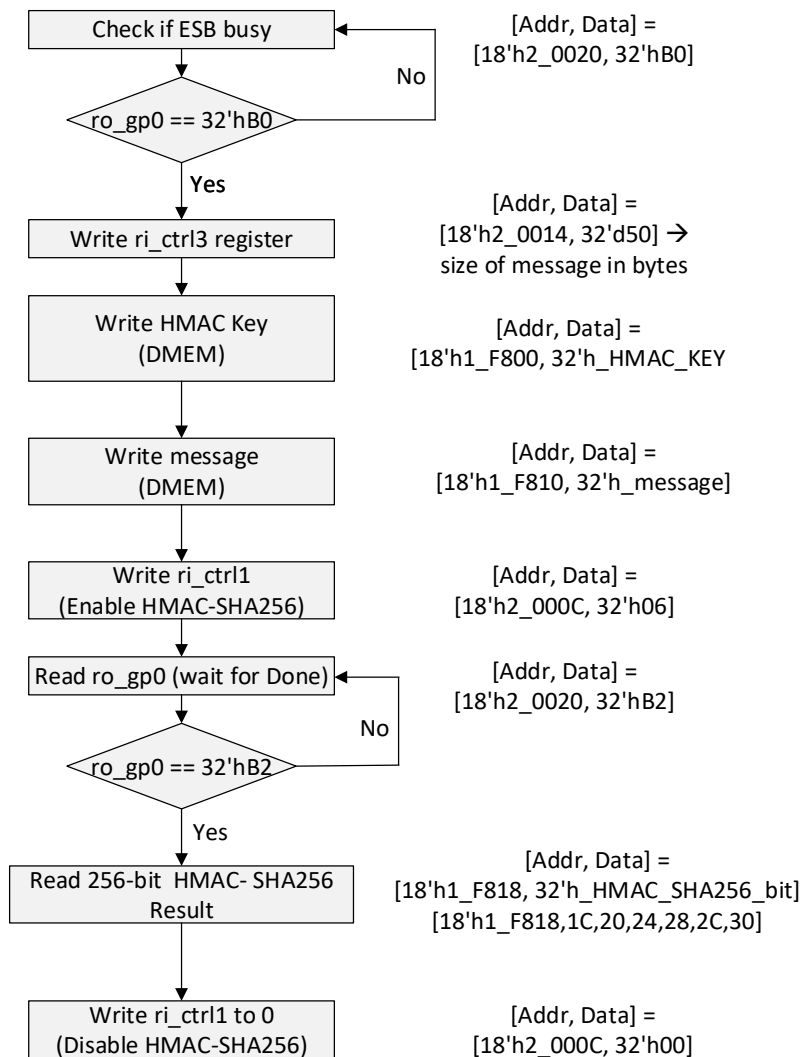 Check if ESB busy
[Addr, Data] =
[18'h2_0020, 32'hB0]
No
ro_gp0 == 32'hB0
Yes
Write ri_ctrl3 register
[Addr, Data] =
[18'h2_0014, 32'd50] →
size of message in bytes
Write HMAC Key
(DMEM)
[Addr, Data] =
[18'h1_F800, 32'h_HMAC_KEY
Write message
(DMEM)
[Addr, Data] =
[18'h1_F810, 32'h_message]
Write ri_ctrl1
(Enable HMAC-SHA256)
[Addr, Data] =
[18'h2_000C, 32'h06]
Read ro_gp0 (wait for Done)
[Addr, Data] =
[18'h2_0020, 32'hB2]
No
ro_gp0 == 32'hB2
Yes
Read 256-bit HMAC- SHA256
Result
[Addr, Data] =
[18'h1_F818, 32'h_HMAC_SHA256_bit]
[18'h1_F818,1C,20,24,28,2C,30]
Write ri_ctrl1 to 0
(Disable HMAC-SHA256)
[Addr, Data] =
[18'h2_000C, 32'h00]